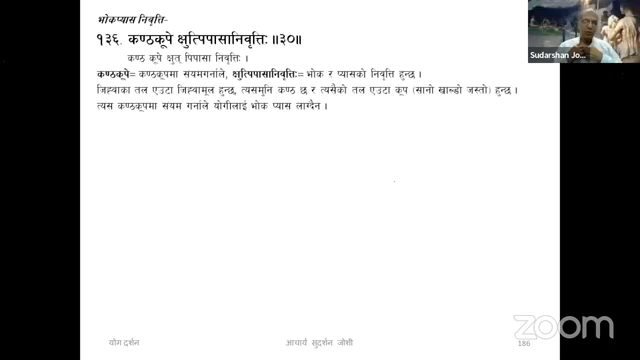 भोकप्यास निवृत्ति-
१३६. कण्ठकूपे क्षुत्पिपासानिवृत्तिः ॥३०॥
कण्ठ कूपे क्षुत् पिपासा निवृत्तिः ।
कण्ठकूपे= कण्ठकूपमा संयमगर्नाले, क्षुत्पिपासानिवृत्तिः= भोक र प्यासको निवृत्ति हुन्छ ।
जिह्वाका तल एउटा जिह्वामूल हुन्छ, त्यसमुनि कण्ठ छ र त्यसैको तल एउटा कूप (सानो खाल्डो जस्तो) हुन्छ ।
त्यस कण्ठकूपमा संयम गर्नाले योगीलाई भोक प्यास लाग्दैन ।
Sudarshan Jo...
योग दर्शन
आचार्य सुदर्शन जोशी
186
zoom